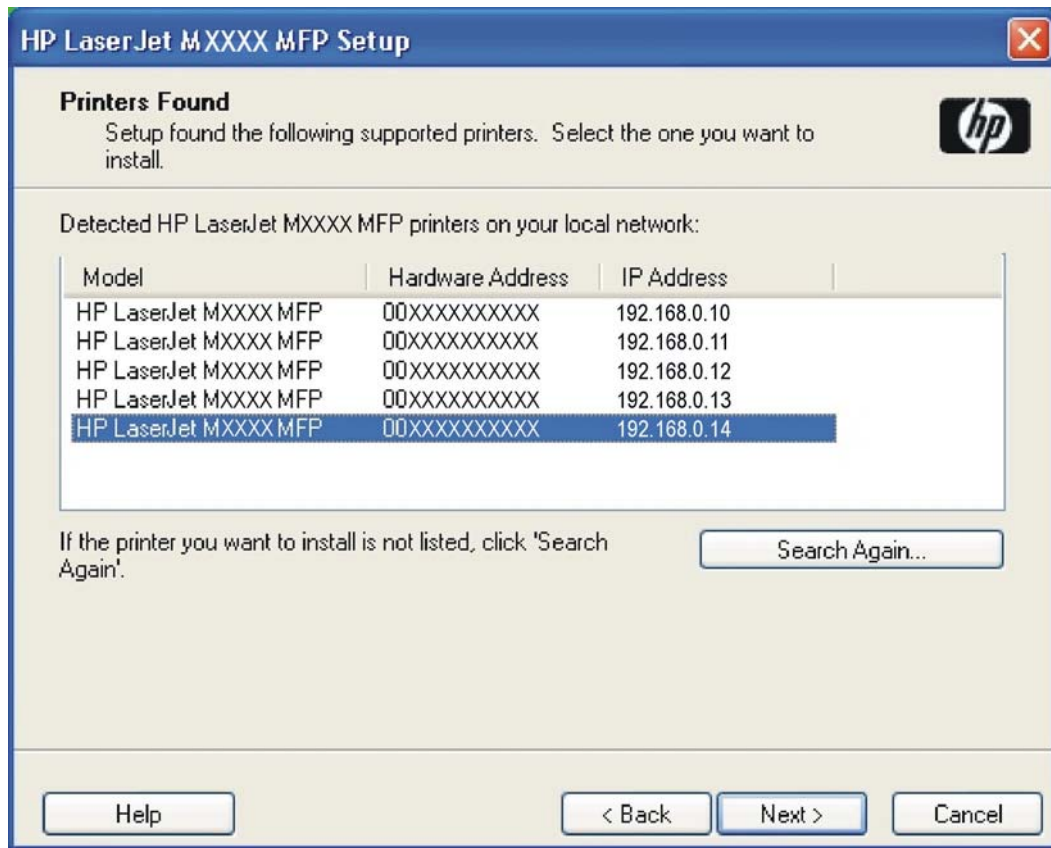 HP LaserJet MXXXX MFP Setup
Printers Found
Setup found the following supported printers. Select the one you want to
install.
hp
Detected HP LaserJet MXXXX MFP printers on your local network:
Model Hardware Address IP Address
HP LaserJet MXXXX MFP 00XXXXXXXXXX 192.168.0.10
HP LaserJet MXXXX MFP 00XXXXXXXXXX 192.168.0.11
HP LaserJet MXXXX MFP 00XXXXXXXXXX 192.168.0.12
HP LaserJet MXXXX MFP 00XXXXXXXXXX 192.168.0.13
HP LaserJet MXXXX MFP 00XXXXXXXXXX 192.168.0.14
If the printer you want to install is not listed, click 'Search
Again'.
Search Again...
Help < Back Next > Cancel